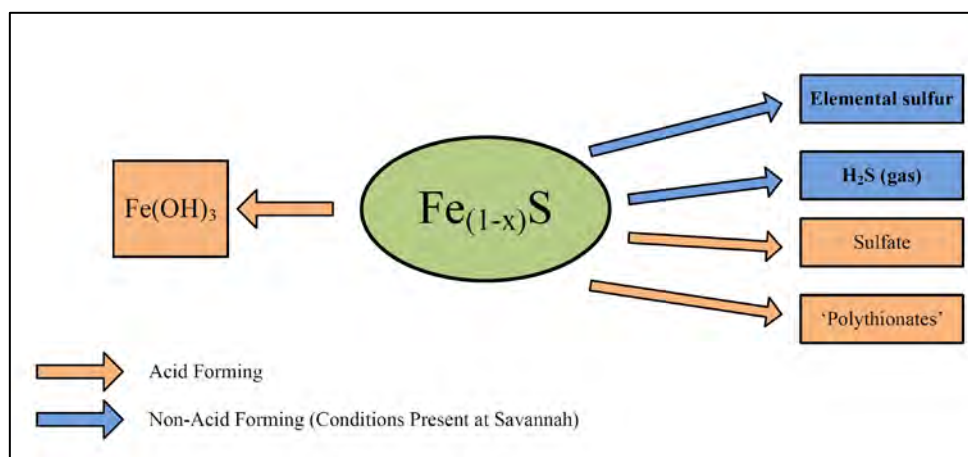 Elemental sulfur
H₂S (gas)
Fe(OH)₃
Fe₍₁₋ₓ₎S
Sulfate
‘Polythionates’
Acid Forming
Non-Acid Forming (Conditions Present at Savannah)